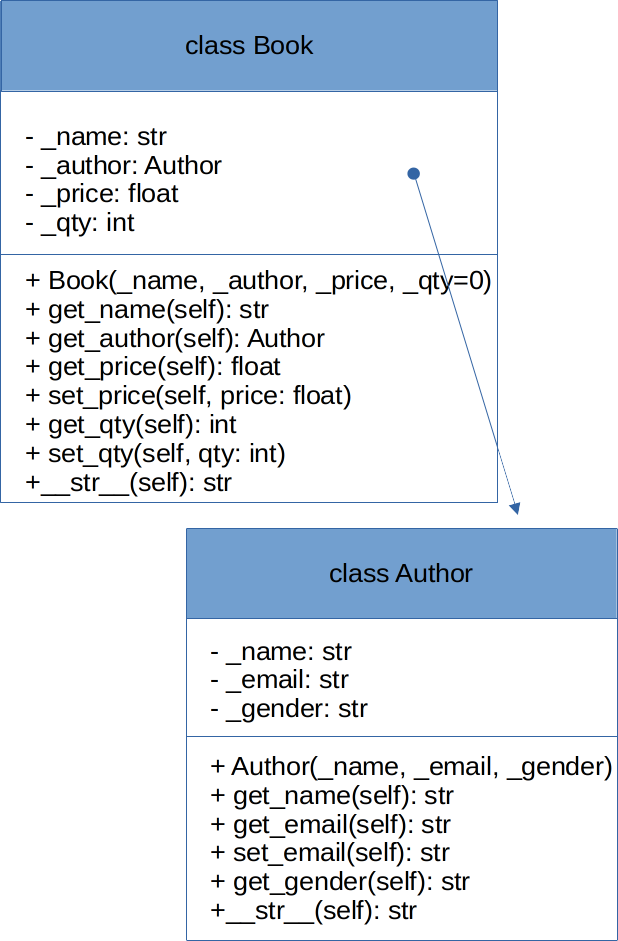 class Book
- _name: str
- _author: Author
- _price: float
- _qty: int
+ Book(_name, _author, _price, _qty=0)
+ get_name(self): str
+ get_author(self): Author
+ get_price(self): float
+ set_price(self, price: float)
+ get_qty(self): int
+ set_qty(self, qty: int)
+__str__(self): str
class Author
- _name: str
- _email: str
- _gender: str
+ Author(_name, _email, _gender)
+ get_name(self): str
+ get_email(self): str
+ set_email(self): str
+ get_gender(self): str
+__str__(self): str